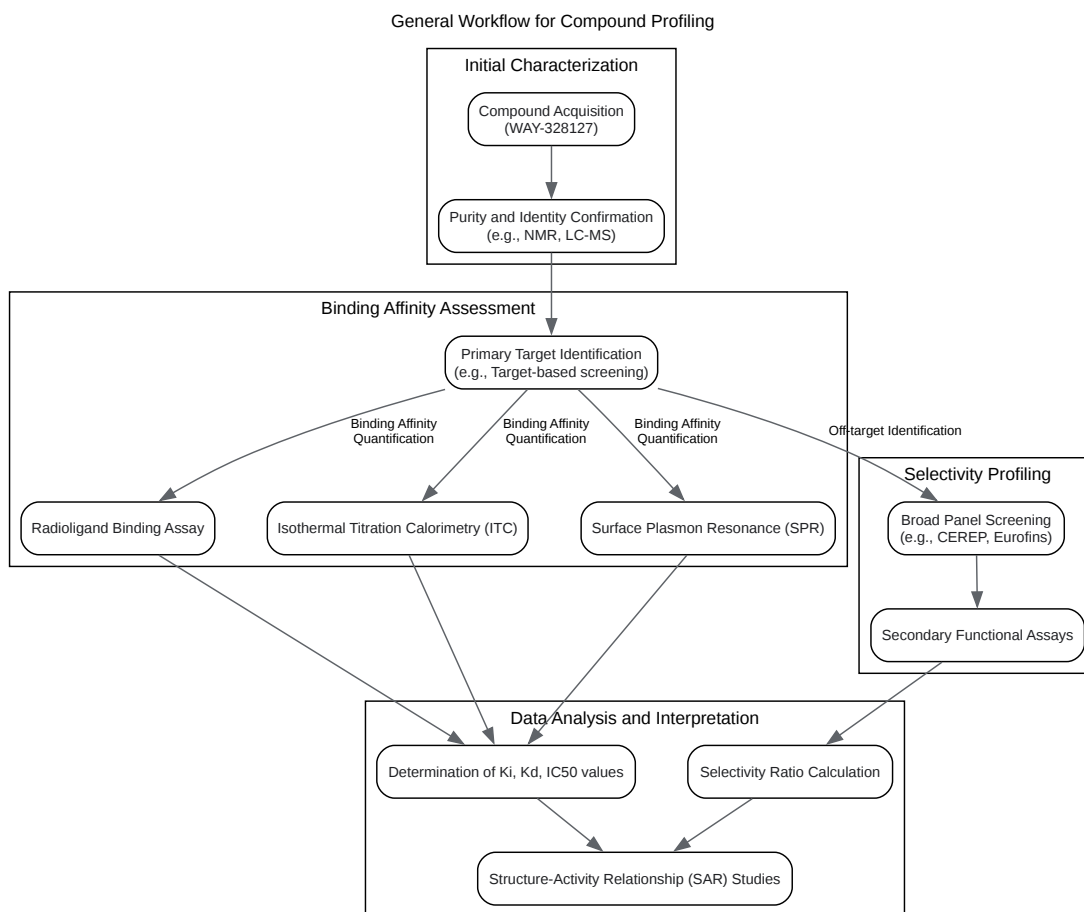 General Workflow for Compound Profiling
Initial Characterization
Compound Acquisition
(WAY-328127)
Purity and Identity Confirmation
(e.g., NMR, LC-MS)
Binding Affinity Assessment
Primary Target Identification
(e.g., Target-based screening)
Binding Affinity
Quantification
Binding Affinity
Quantification
Binding Affinity
Quantification
Off-target Identification
Radioligand Binding Assay
Isothermal Titration Calorimetry (ITC)
Surface Plasmon Resonance (SPR)
Selectivity Profiling
Broad Panel Screening
(e.g., CEREP, Eurofins)
Secondary Functional Assays
Data Analysis and Interpretation
Determination of Ki, Kd, IC50 values
Selectivity Ratio Calculation
Structure-Activity Relationship (SAR) Studies